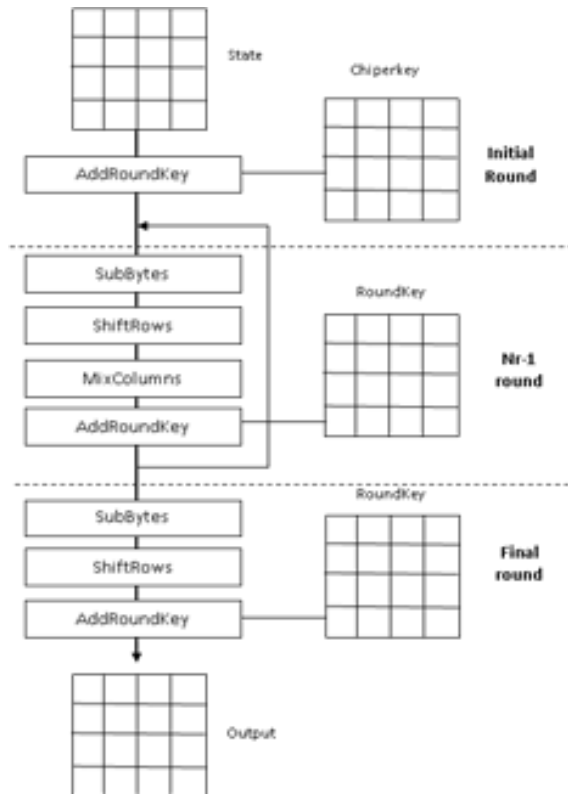 State
Chiperkey
AddRoundKey
Initial
Round
SubBytes
RoundKey
ShiftRows
MixColumns
Nr-1
round
AddRoundKey
RoundKey
SubBytes
ShiftRows
Final
round
AddRoundKey
Output